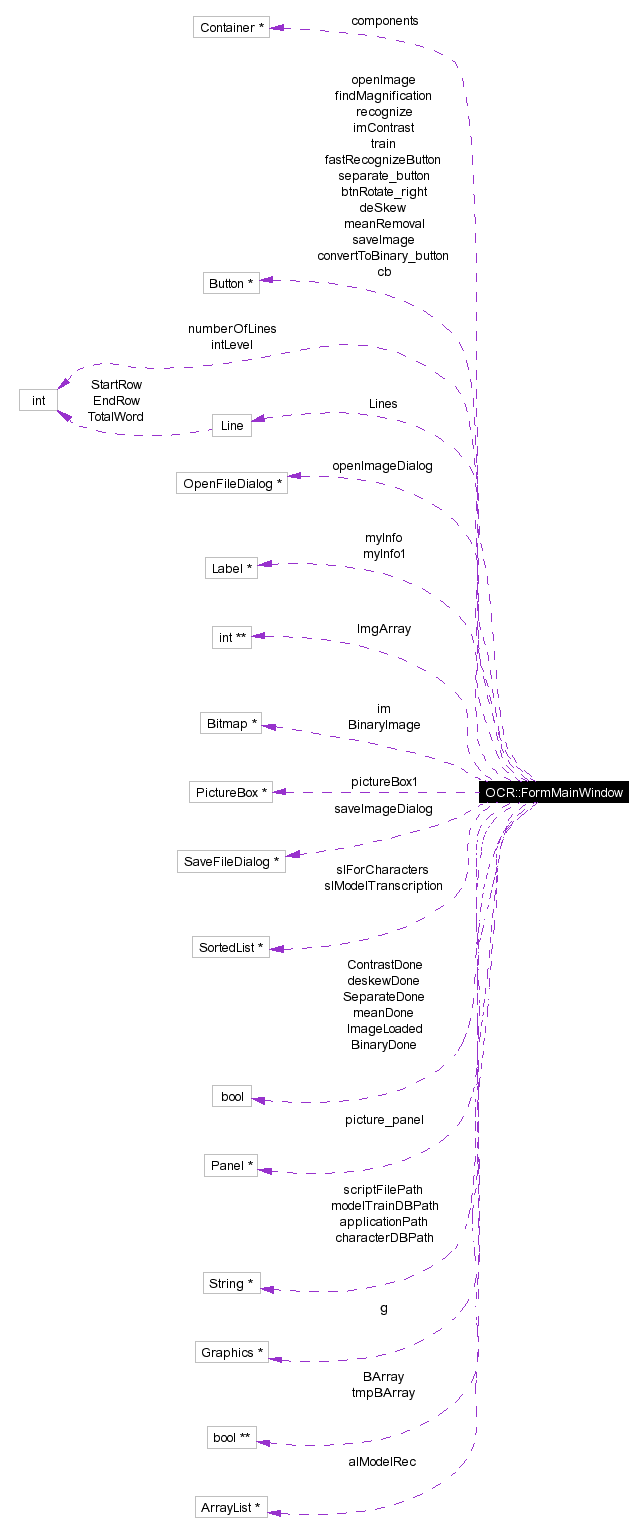 components
Container *
openImage
findMagnification
recognize
imContrast
train
fastRecognizeButton
separate_button
btnRotate_right
deSkew
meanRemoval
saveImage
convertToBinary_button
cb
Button *
numberOfLines
intLevel
StartRow
EndRow
TotalWord
int
Lines
Line
openImageDialog
OpenFileDialog *
myInfo
myInfo1
Label *
ImgArray
int **
im
BinaryImage
Bitmap *
pictureBox1
PictureBox *
OCR::FormMainWindow
saveImageDialog
SaveFileDialog *
slForCharacters
slModelTranscription
SortedList *
ContrastDone
deskewDone
SeparateDone
meanDone
ImageLoaded
BinaryDone
bool
picture_panel
Panel *
scriptFilePath
modelTrainDBPath
applicationPath
characterDBPath
String *
g
Graphics *
BArray
tmpBArray
bool **
alModelRec
ArrayList *